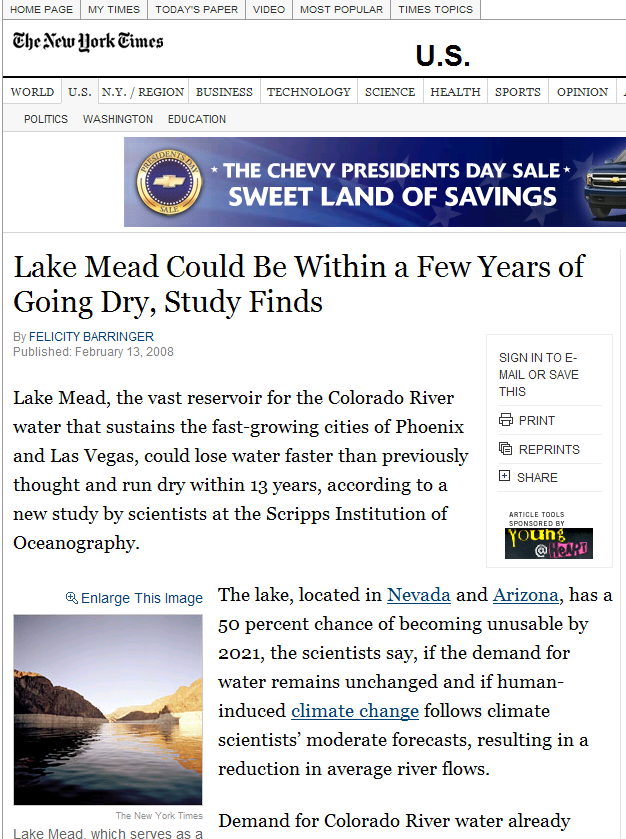 HOME PAGE MY TIMES TODAY'S PAPER VIDEO MOST POPULAR TIMES TOPICS
The New York Times
U.S.
WORLD U.S. N.Y. / REGION BUSINESS TECHNOLOGY SCIENCE HEALTH SPORTS OPINION
POLITICS WASHINGTON EDUCATION
PRESIDENTS DAY
SALE
THE CHEVY PRESIDENTS DAY SALE
SWEET LAND OF SAVINGS
Lake Mead Could Be Within a Few Years of
Going Dry, Study Finds
By FELICITY BARRINGER
Published: February 13, 2008
SIGN IN TO E-
MAIL OR SAVE
THIS
PRINT
REPRINTS
SHARE
ARTICLE TOOLS
SPONSORED BY
YOUNG
@HEART
Lake Mead, the vast reservoir for the Colorado River
water that sustains the fast-growing cities of Phoenix
and Las Vegas, could lose water faster than previously
thought and run dry within 13 years, according to a
new study by scientists at the Scripps Institution of
Oceanography.
Enlarge This Image
The New York Times
Lake Mead, which serves as a
The lake, located in Nevada and Arizona, has a
50 percent chance of becoming unusable by
2021, the scientists say, if the demand for
water remains unchanged and if human-
induced climate change follows climate
scientists’ moderate forecasts, resulting in a
reduction in average river flows.
Demand for Colorado River water already